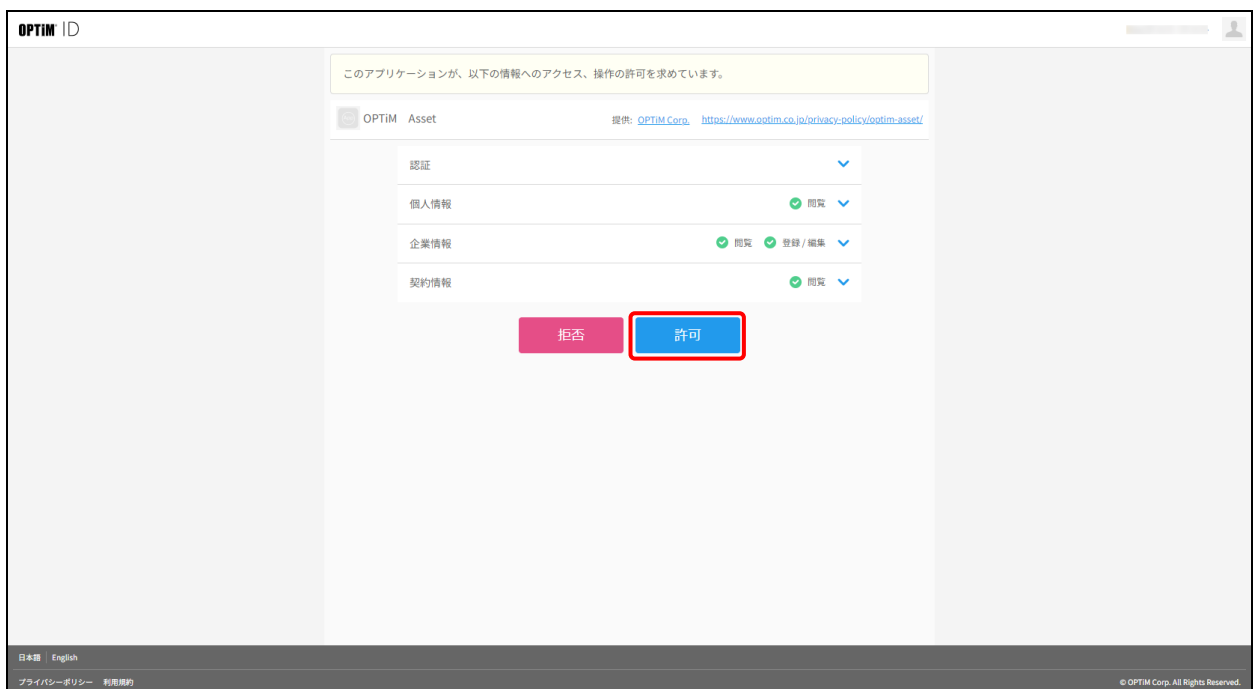 OPTiM ID
このアプリケーションが、以下の情報へのアクセス、操作の許可を求めています。
OPTiM Asset 提供: OPTiM Corp. https://www.optim.co.jp/privacy-policy/optim-asset/
認証
個人情報 閲覧
企業情報 閲覧 登録 / 編集
契約情報 閲覧
拒否 許可
日本語 English
プライバシーポリシー 利用規約 © OPTiM Corp. All Rights Reserved.